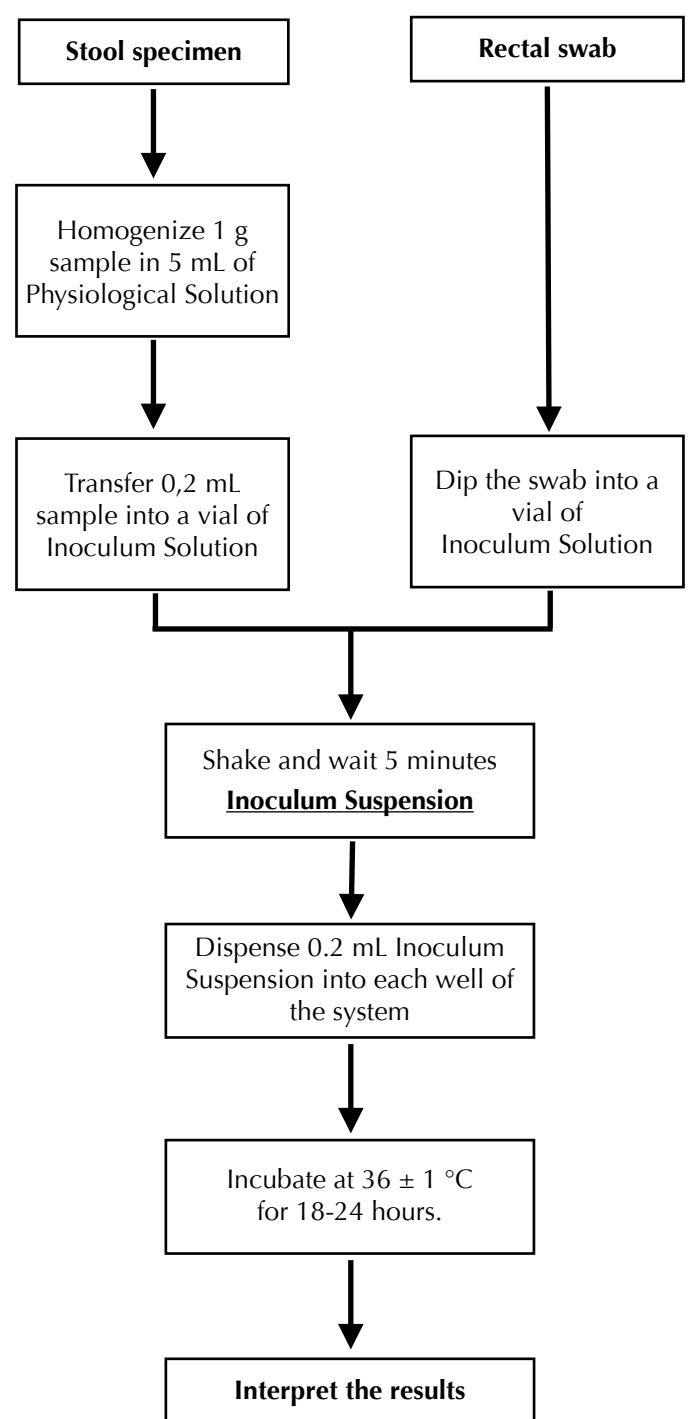 Stool specimen
Rectal swab
Homogenize 1 g
sample in 5 mL of
Physiological Solution
Transfer 0,2 mL
sample into a vial of
Inoculum Solution
Dip the swab into a
vial of
Inoculum Solution
Shake and wait 5 minutes
Inoculum Suspension
Dispense 0.2 mL Inoculum
Suspension into each well of
the system
Incubate at 36 ± 1 °C
for 18-24 hours.
Interpret the results